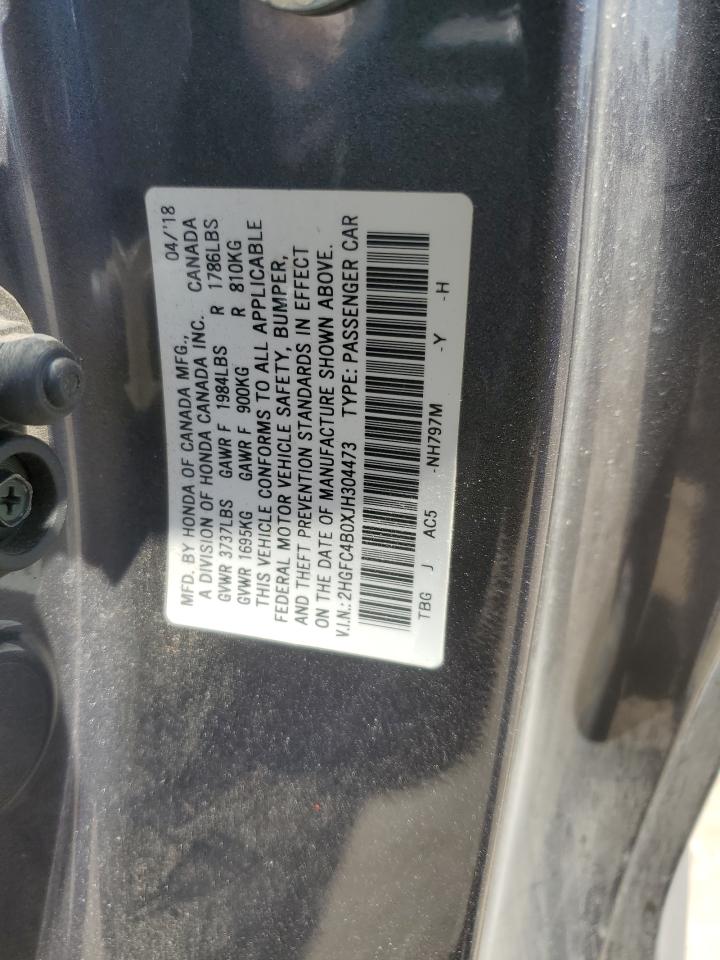 MFD. BY HONDA OF CANADA MFG., 04/'18
A DIVISION OF HONDA CANADA INC. CANADA
GVWR 3737LBS GAWR F 1984LBS R 1786LBS
GVWR 1695KG GAWR F 900KG R 810KG
THIS VEHICLE CONFORMS TO ALL APPLICABLE
FEDERAL MOTOR VEHICLE SAFETY, BUMPER,
AND THEFT PREVENTION STANDARDS IN EFFECT
ON THE DATE OF MANUFACTURE SHOWN ABOVE.
V.I.N.: 2HGFC4B0XJH304473 TYPE: PASSENGER CAR
TBG J AC5 -NH797M -Y -H